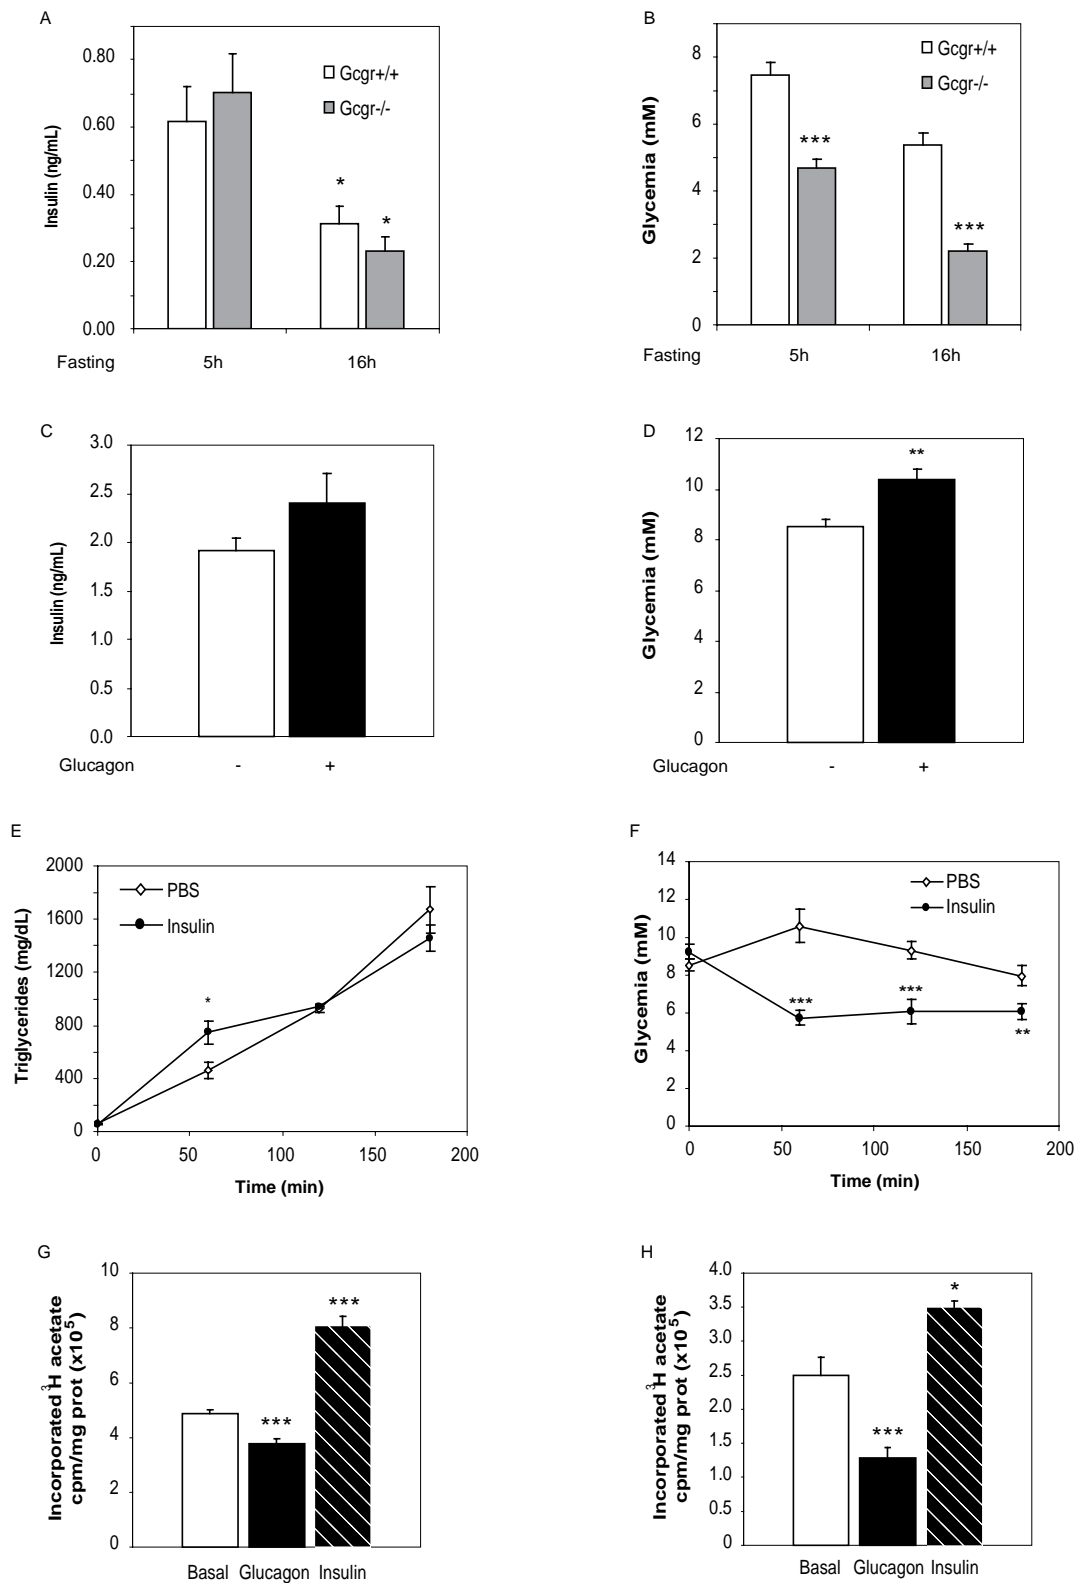 A
Insulin (ng/mL)
0.80
0.60
0.40
0.20
0.00
Gcgr+/+
Gcgr-/-
*
*
Fasting
5h
16h
B
Glycemia (mM)
8
6
4
2
0
Gcgr+/+
Gcgr-/-
***
***
Fasting
5h
16h
C
Insulin (ng/mL)
3.0
2.5
2.0
1.5
1.0
0.5
0.0
Glucagon
-
+
D
Glycemia (mM)
12
10
8
6
4
2
0
**
Glucagon
-
+
E
Triglycerides (mg/dL)
2000
1600
1200
800
400
0
PBS
Insulin
*
0
50
100
150
200
Time (min)
F
Glycemia (mM)
14
12
10
8
6
4
2
0
PBS
Insulin
***
***
**
0
50
100
150
200
Time (min)
G
Incorporated ³H acetate
cpm/mg prot (x10⁵)
10
8
6
4
2
0
***
***
Basal Glucagon Insulin
H
Incorporated ³H acetate
cpm/mg prot (x10⁵)
4.0
3.5
3.0
2.5
2.0
1.5
1.0
0.5
0
***
*
Basal Glucagon Insulin